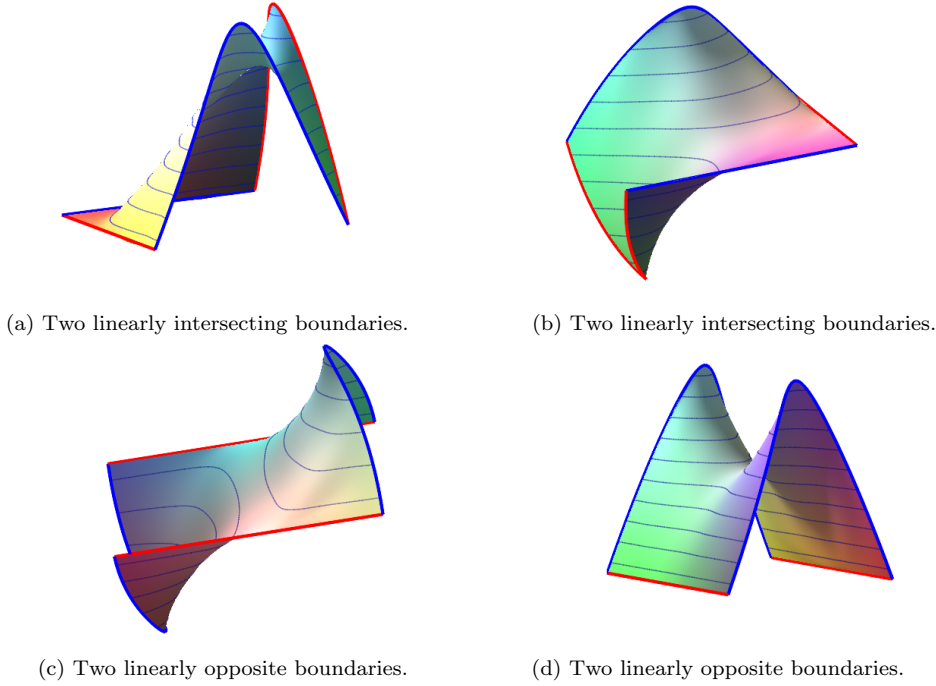 (a) Two linearly intersecting boundaries.
(b) Two linearly intersecting boundaries.
(c) Two linearly opposite boundaries.
(d) Two linearly opposite boundaries.